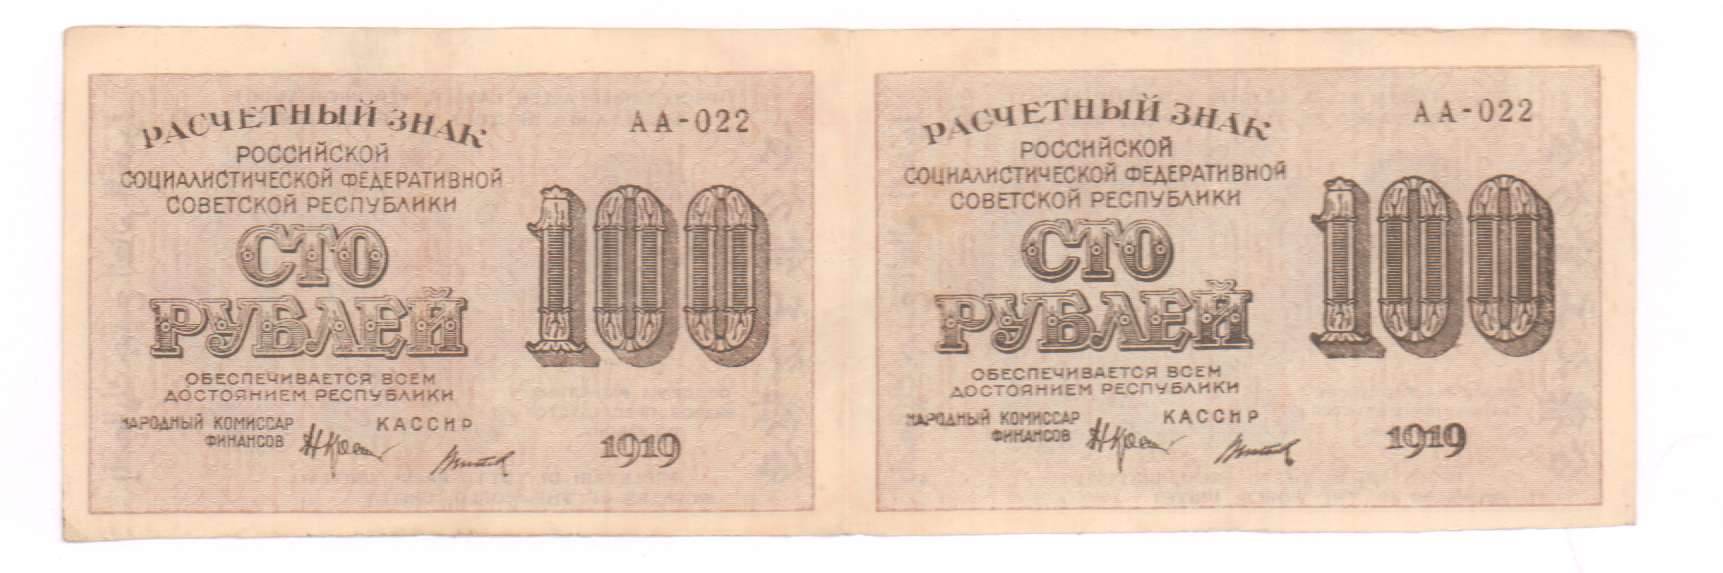 РАСЧЕТНЫЙ ЗНАК
АА-022
РОССИЙСКОЙ
СОЦИАЛИСТИЧЕСКОЙ ФЕДЕРАТИВНОЙ
СОВЕТСКОЙ РЕСПУБЛИКИ
СТО
РУБЛЕЙ
100
ОБЕСПЕЧИВАЕТСЯ ВСЕМ
ДОСТОЯНИЕМ РЕСПУБЛИКИ
НАРОДНЫЙ КОМИССАР
ФИНАНСОВ
КАССИР
1919
РАСЧЕТНЫЙ ЗНАК
АА-022
РОССИЙСКОЙ
СОЦИАЛИСТИЧЕСКОЙ ФЕДЕРАТИВНОЙ
СОВЕТСКОЙ РЕСПУБЛИКИ
СТО
РУБЛЕЙ
100
ОБЕСПЕЧИВАЕТСЯ ВСЕМ
ДОСТОЯНИЕМ РЕСПУБЛИКИ
НАРОДНЫЙ КОМИССАР
ФИНАНСОВ
КАССИР
1919